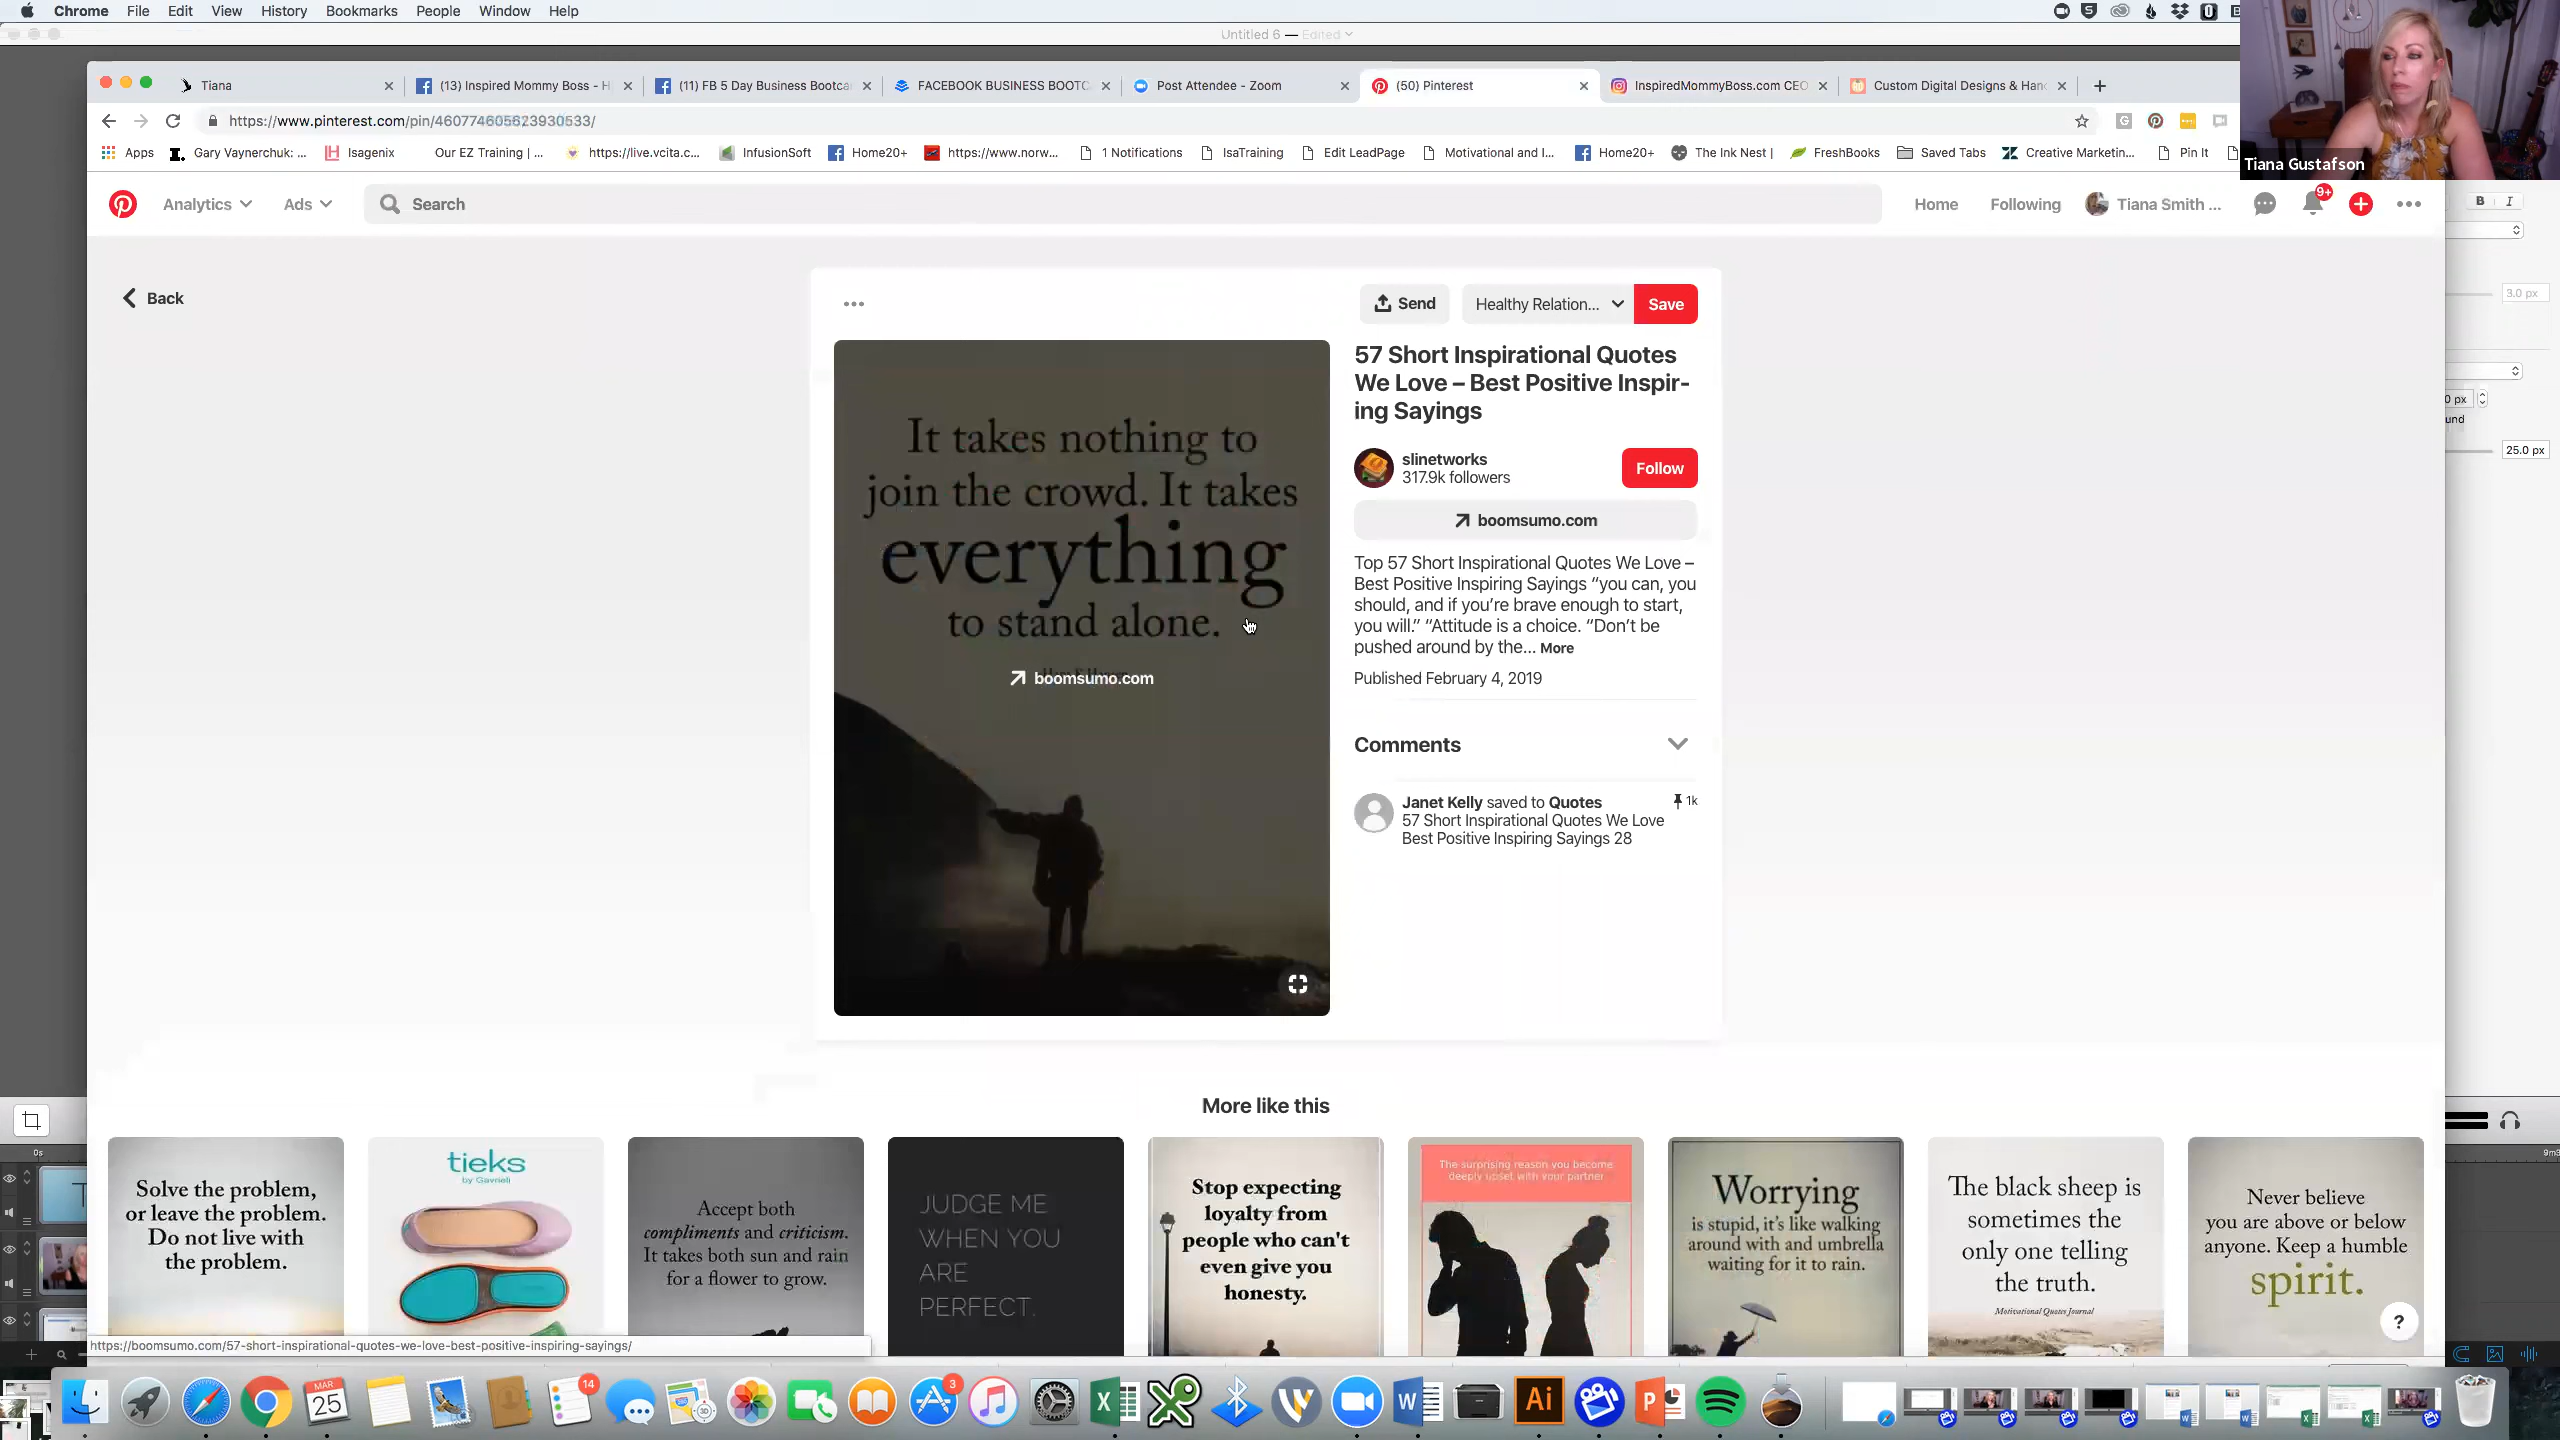 Chrome File Edit View History Bookmarks People Window Help
Untitled 6 — Edited
Tiana
(13) Inspired Mommy Boss - H
(11) FB 5 Day Business Bootca
FACEBOOK BUSINESS BOOTC
Post Attendee - Zoom
(50) Pinterest
InspiredMommyBoss.com CEO
Custom Digital Designs & Hand
Apps
Gary Vaynerchuk: ...
Isagenix
Our EZ Training | ...
https://live.vcita.c...
InfusionSoft
Home20+
https://www.norw...
1 Notifications
IsaTraining
Edit LeadPage
Motivational and I...
Home20+
The Ink Nest |
FreshBooks
Saved Tabs
Creative Marketin...
Pin It
Tiana Gustafson
Analytics
Ads
Search
Home
Following
Tiana Smith ...
9+
B I
3.0 px
0 px
und
25.0 px
Back
Send
Healthy Relation...
Save
It takes nothing to
join the crowd. It takes
everything
to stand alone.
boomsumo.com
57 Short Inspirational Quotes
We Love – Best Positive Inspir-
ing Sayings
slinetworks
317.9k followers
Follow
boomsumo.com
Top 57 Short Inspirational Quotes We Love –
Best Positive Inspiring Sayings “you can, you
should, and if you’re brave enough to start,
you will.” “Attitude is a choice. “Don’t be
pushed around by the... More
Published February 4, 2019
Comments
Janet Kelly saved to Quotes
1k
57 Short Inspirational Quotes We Love
Best Positive Inspiring Sayings 28
More like this
0s
9m3
Solve the problem,
or leave the problem.
Do not live with
the problem.
tieks
by Gavrieli
Accept both
compliments and criticism.
It takes both sun and rain
for a flower to grow.
JUDGE ME
WHEN YOU
ARE
PERFECT.
Stop expecting
loyalty from
people who can't
even give you
honesty.
The surprising reason you become
deeply upset with your partner
Worrying
is stupid, it's like walking
around with and umbrella
waiting for it to rain.
The black sheep is
sometimes the
only one telling
the truth.
Motivational Quotes Journal
Never believe
you are above or below
anyone. Keep a humble
spirit.
?
https://boomsumo.com/57-short-inspirational-quotes-we-love-best-positive-inspiring-sayings/
MAR
25
14
3
Ai